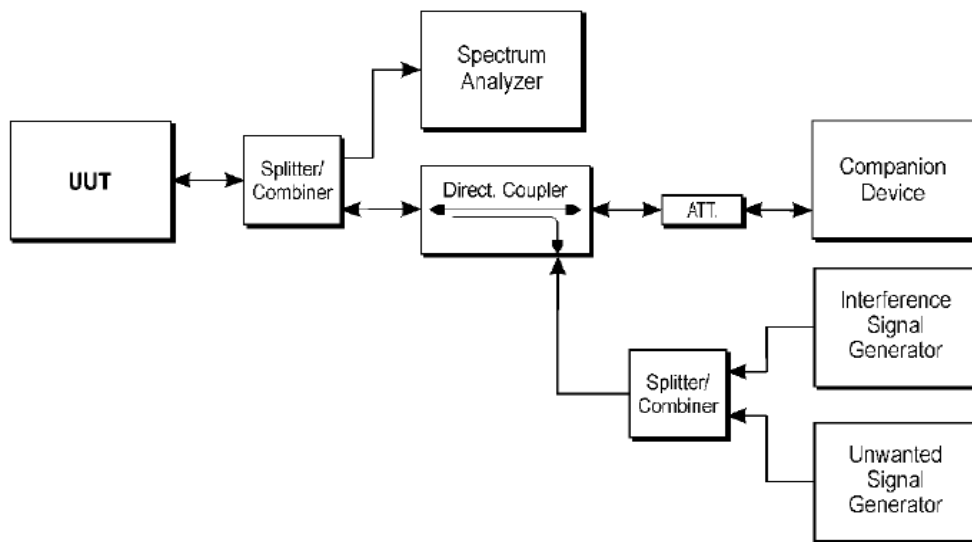 Spectrum
Analyzer
UUT
Splitter/
Combiner
Direct. Coupler
ATT.
Companion
Device
Interference
Signal
Generator
Splitter/
Combiner
Unwanted
Signal
Generator